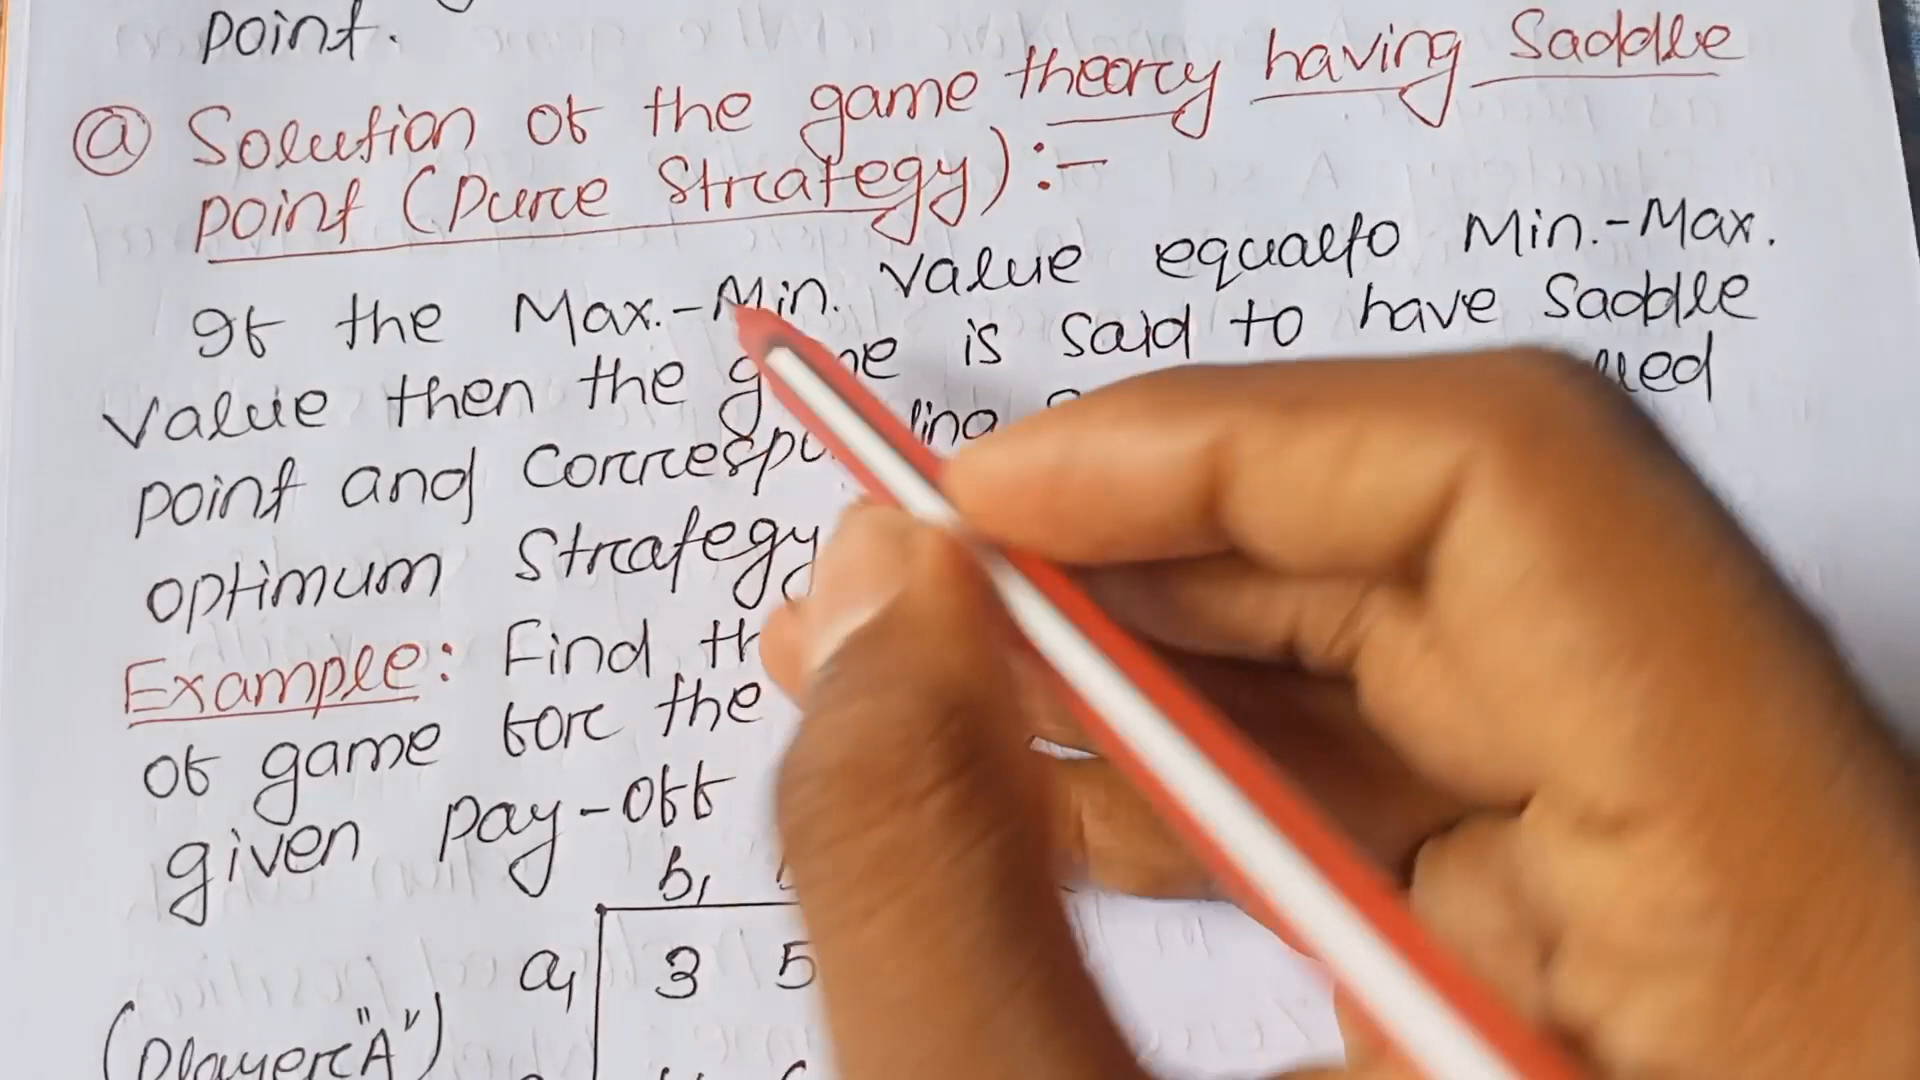 point.
ⓐ Solution of the game theory having Saddle
point (Pure Strategy) :-
If the Max.-Min. value equal to Min.-Max.
value then the game is said to have Saddle
point and
optimum Strategy
Example: Find
of game for the
given pay-off
b₁
a₁ 3 5
(Player "A")